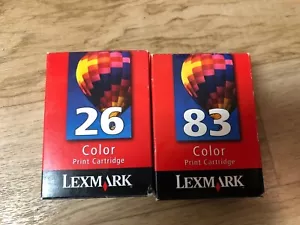 26
Color
Print Cartridge
LEXMARK
83
Color
Print Cartridge
LEXMARK